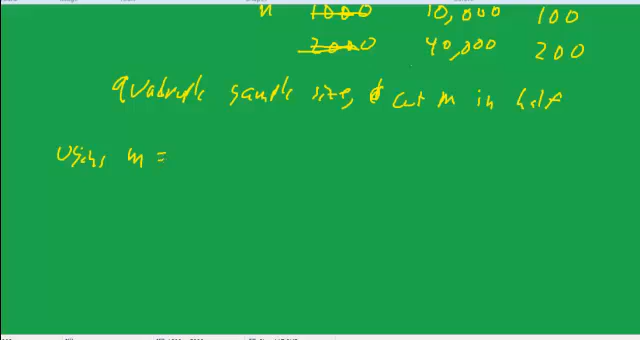 n 1000 10,000 100
2000 40,000 200
quadruple sample size, cut m in half
using m =